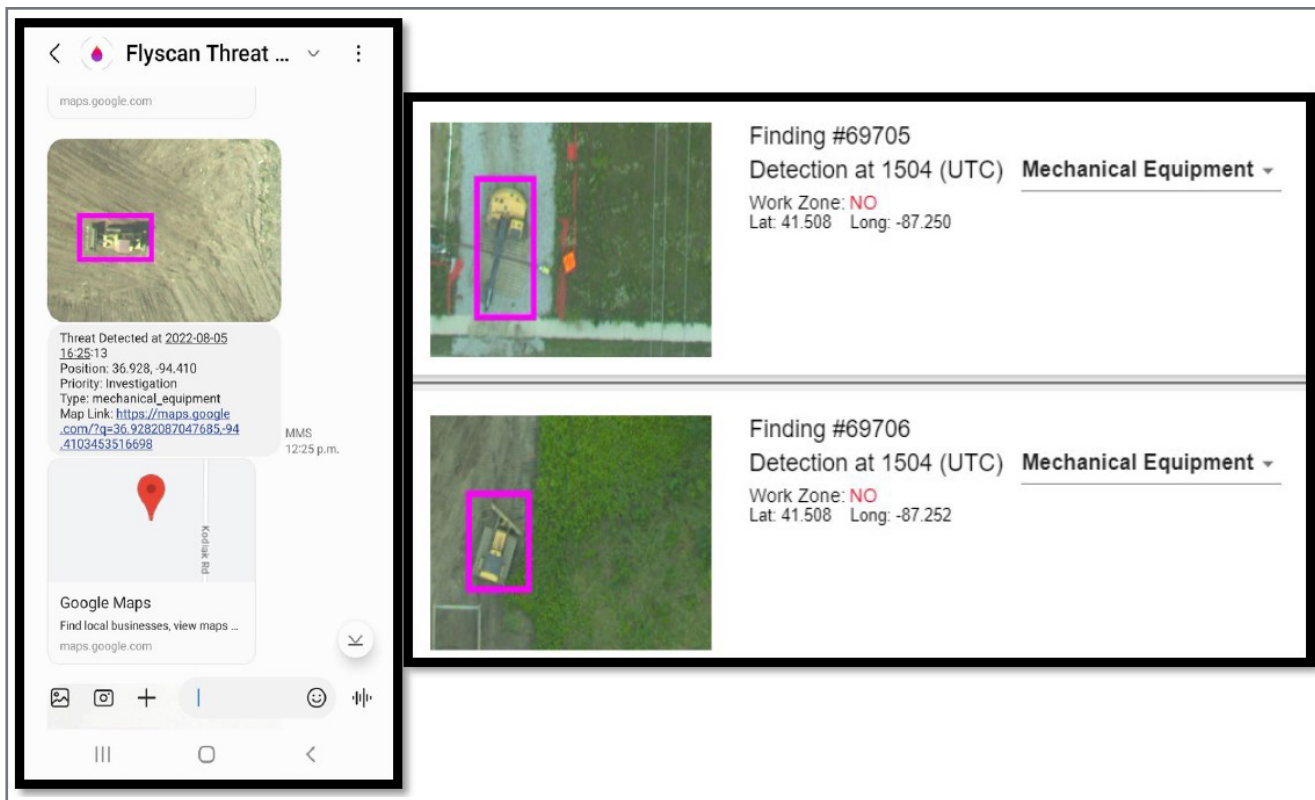 Flyscan Threat ...
maps.google.com
Threat Detected at 2022-08-05
16:25:13
Position: 36.928, -94.410
Priority: Investigation
Type: mechanical_equipment
Map Link: https://maps.google
.com/?q=36.9282087047685,-94
.4103453516698
MMS
12:25 p.m.
Kodiak Rd
Google Maps
Find local businesses, view maps ...
maps.google.com
Finding #69705
Detection at 1504 (UTC) Mechanical Equipment
Work Zone: NO
Lat: 41.508 Long: -87.250
Finding #69706
Detection at 1504 (UTC) Mechanical Equipment
Work Zone: NO
Lat: 41.508 Long: -87.252